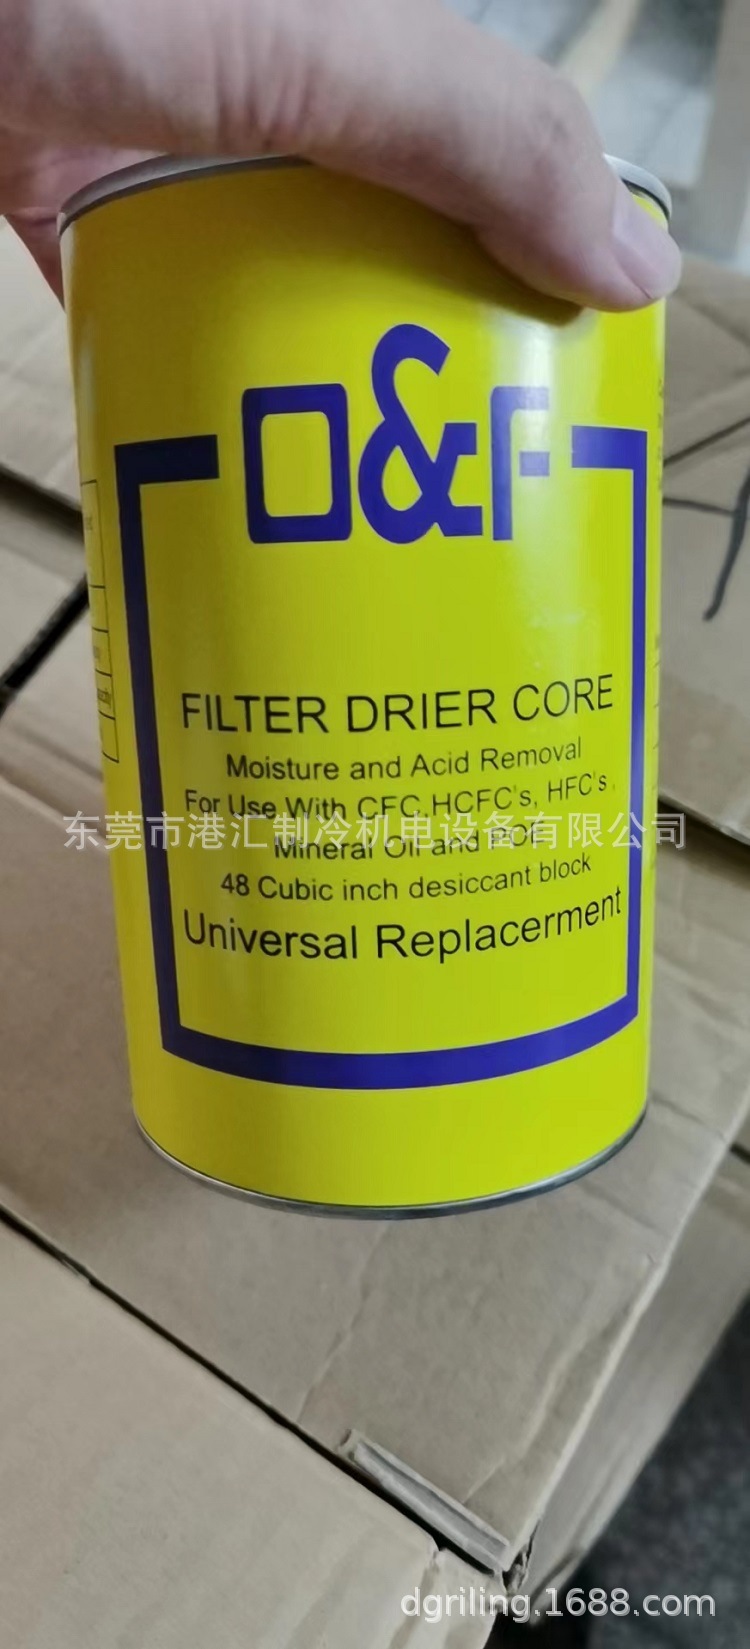 O&F
FILTER DRIER CORE
Moisture and Acid Removal
For Use With CFC,HCFC's, HFC's,
东莞市港汇制冷机电设备有限公司
Mineral Oil and POE
48 Cubic inch desiccant block
Universal Replacerment
dgriling.1688.com